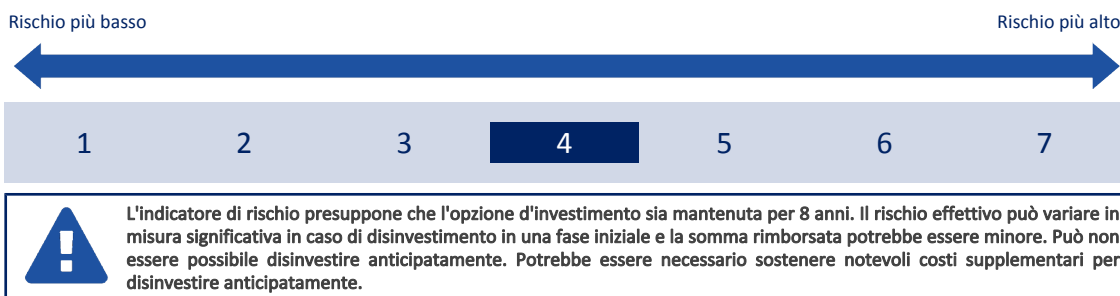 Rischio più basso Rischio più alto
1 2 3 4 5 6 7
L'indicatore di rischio presuppone che l'opzione d'investimento sia mantenuta per 8 anni. Il rischio effettivo può variare in
misura significativa in caso di disinvestimento in una fase iniziale e la somma rimborsata potrebbe essere minore. Può non
essere possibile disinvestire anticipatamente. Potrebbe essere necessario sostenere notevoli costi supplementari per
disinvestire anticipatamente.